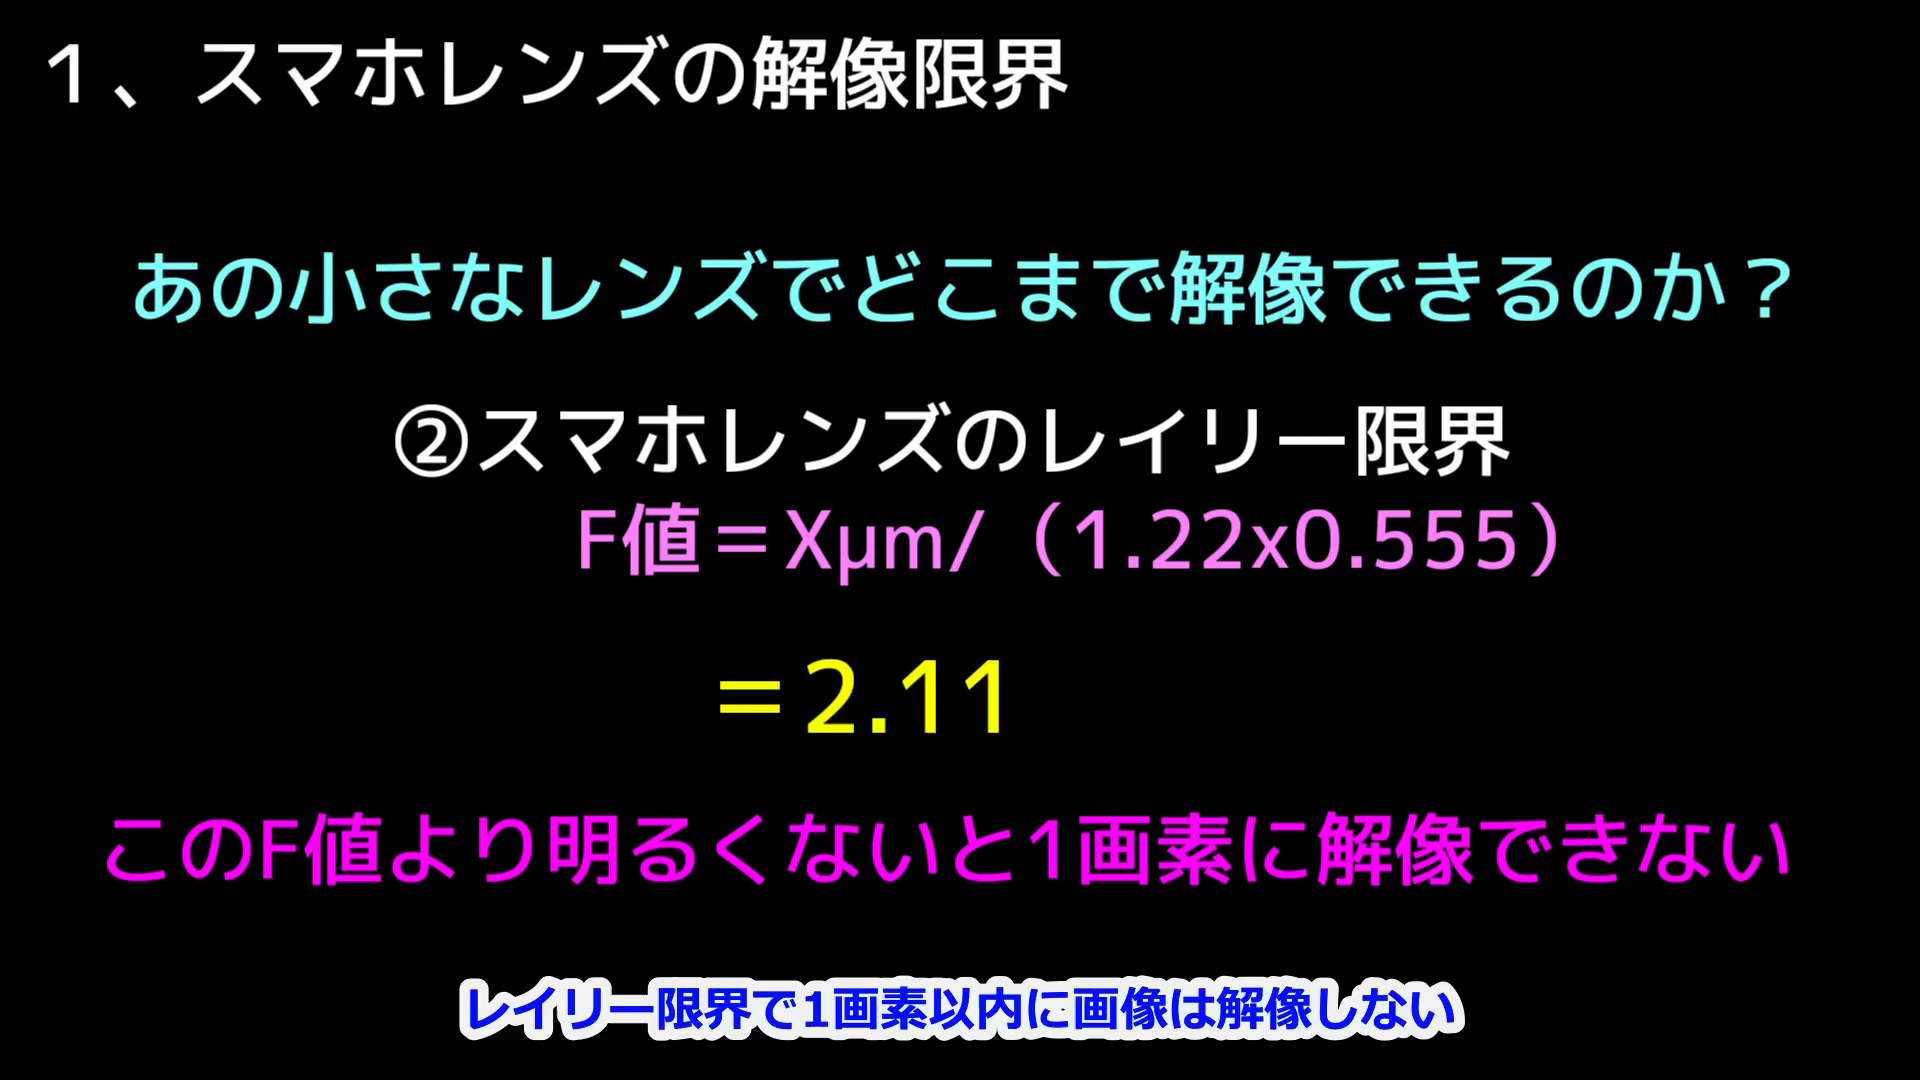 １、スマホレンズの解像限界
あの小さなレンズでどこまで解像できるのか？
②スマホレンズのレイリー限界
F値＝Xμm/（1.22x0.555）
＝2.11
このF値より明るくないと1画素に解像できない
レイリー限界で1画素以内に画像は解像しない